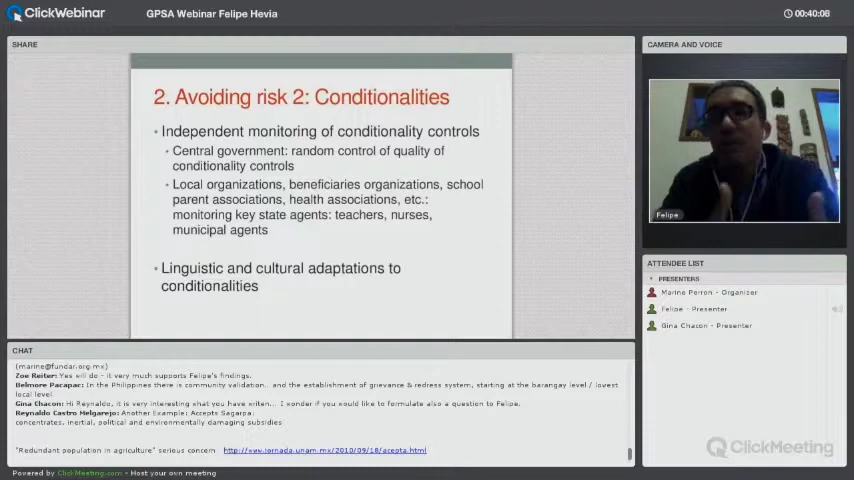 ClickWebinar
GPSA Webinar Felipe Hevia
00:40:08
SHARE
2. Avoiding risk 2: Conditionalities
• Independent monitoring of conditionality controls
• Central government: random control of quality of
conditionality controls
• Local organizations, beneficiaries organizations, school
parent associations, health associations, etc.:
monitoring key state agents: teachers, nurses,
municipal agents
• Linguistic and cultural adaptations to
conditionalities
CAMERA AND VOICE
Felipe
ATTENDEE LIST
PRESENTERS
Marine Perron - Organizer
Felipe - Presenter
Gina Chacon - Presenter
CHAT
(marine@fundar.org.mx)
Zoe Reiter: Yes will do - it very much supports Felipe's findings.
Belmore Pacapac: In the Philippines there is community validation.. and the establishment of grievance & redress system, starting at the barangay level / lowest
local level
Gina Chacon: Hi Reynaldo, it is very interesting what you have writen... I wonder if you would like to formulate also a question to Felipe.
Reynaldo Castro Melgarejo: Another Example: Accepts Sagarpa:
concentrates, inertial, political and environmentally damaging subsidies
"Redundant population in agriculture" serious concern http://www.jornada.unam.mx/2010/09/18/acepta.html
ClickMeeting
Powered by ClickMeeting.com - Host your own meeting